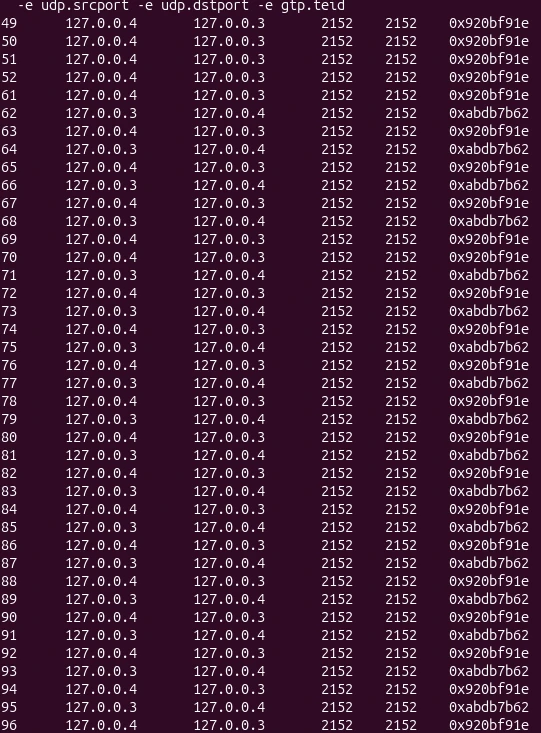 -e udp.srcport -e udp.dstport -e gtp.teid
49 127.0.0.4 127.0.0.3 2152 2152 0x920bf91e
50 127.0.0.4 127.0.0.3 2152 2152 0x920bf91e
51 127.0.0.4 127.0.0.3 2152 2152 0x920bf91e
52 127.0.0.4 127.0.0.3 2152 2152 0x920bf91e
61 127.0.0.4 127.0.0.3 2152 2152 0x920bf91e
62 127.0.0.3 127.0.0.4 2152 2152 0xabdb7b62
63 127.0.0.4 127.0.0.3 2152 2152 0x920bf91e
64 127.0.0.3 127.0.0.4 2152 2152 0xabdb7b62
65 127.0.0.4 127.0.0.3 2152 2152 0x920bf91e
66 127.0.0.3 127.0.0.4 2152 2152 0xabdb7b62
67 127.0.0.4 127.0.0.3 2152 2152 0x920bf91e
68 127.0.0.3 127.0.0.4 2152 2152 0xabdb7b62
69 127.0.0.4 127.0.0.3 2152 2152 0x920bf91e
70 127.0.0.4 127.0.0.3 2152 2152 0x920bf91e
71 127.0.0.3 127.0.0.4 2152 2152 0xabdb7b62
72 127.0.0.4 127.0.0.3 2152 2152 0x920bf91e
73 127.0.0.3 127.0.0.4 2152 2152 0xabdb7b62
74 127.0.0.4 127.0.0.3 2152 2152 0x920bf91e
75 127.0.0.3 127.0.0.4 2152 2152 0xabdb7b62
76 127.0.0.4 127.0.0.3 2152 2152 0x920bf91e
77 127.0.0.3 127.0.0.4 2152 2152 0xabdb7b62
78 127.0.0.4 127.0.0.3 2152 2152 0x920bf91e
79 127.0.0.3 127.0.0.4 2152 2152 0xabdb7b62
80 127.0.0.4 127.0.0.3 2152 2152 0x920bf91e
81 127.0.0.3 127.0.0.4 2152 2152 0xabdb7b62
82 127.0.0.4 127.0.0.3 2152 2152 0x920bf91e
83 127.0.0.3 127.0.0.4 2152 2152 0xabdb7b62
84 127.0.0.4 127.0.0.3 2152 2152 0x920bf91e
85 127.0.0.3 127.0.0.4 2152 2152 0xabdb7b62
86 127.0.0.4 127.0.0.3 2152 2152 0x920bf91e
87 127.0.0.3 127.0.0.4 2152 2152 0xabdb7b62
88 127.0.0.4 127.0.0.3 2152 2152 0x920bf91e
89 127.0.0.3 127.0.0.4 2152 2152 0xabdb7b62
90 127.0.0.4 127.0.0.3 2152 2152 0x920bf91e
91 127.0.0.3 127.0.0.4 2152 2152 0xabdb7b62
92 127.0.0.4 127.0.0.3 2152 2152 0x920bf91e
93 127.0.0.3 127.0.0.4 2152 2152 0xabdb7b62
94 127.0.0.4 127.0.0.3 2152 2152 0x920bf91e
95 127.0.0.3 127.0.0.4 2152 2152 0xabdb7b62
96 127.0.0.4 127.0.0.3 2152 2152 0x920bf91e